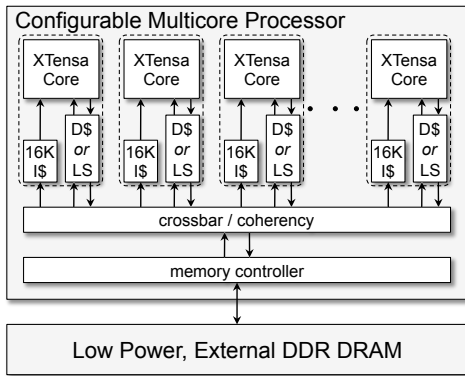 Configurable Multicore Processor
XTensa
Core
XTensa
Core
XTensa
Core
XTensa
Core
. . .
16K
I$
D$
or
LS
16K
I$
D$
or
LS
16K
I$
D$
or
LS
16K
I$
D$
or
LS
crossbar / coherency
memory controller
Low Power, External DDR DRAM